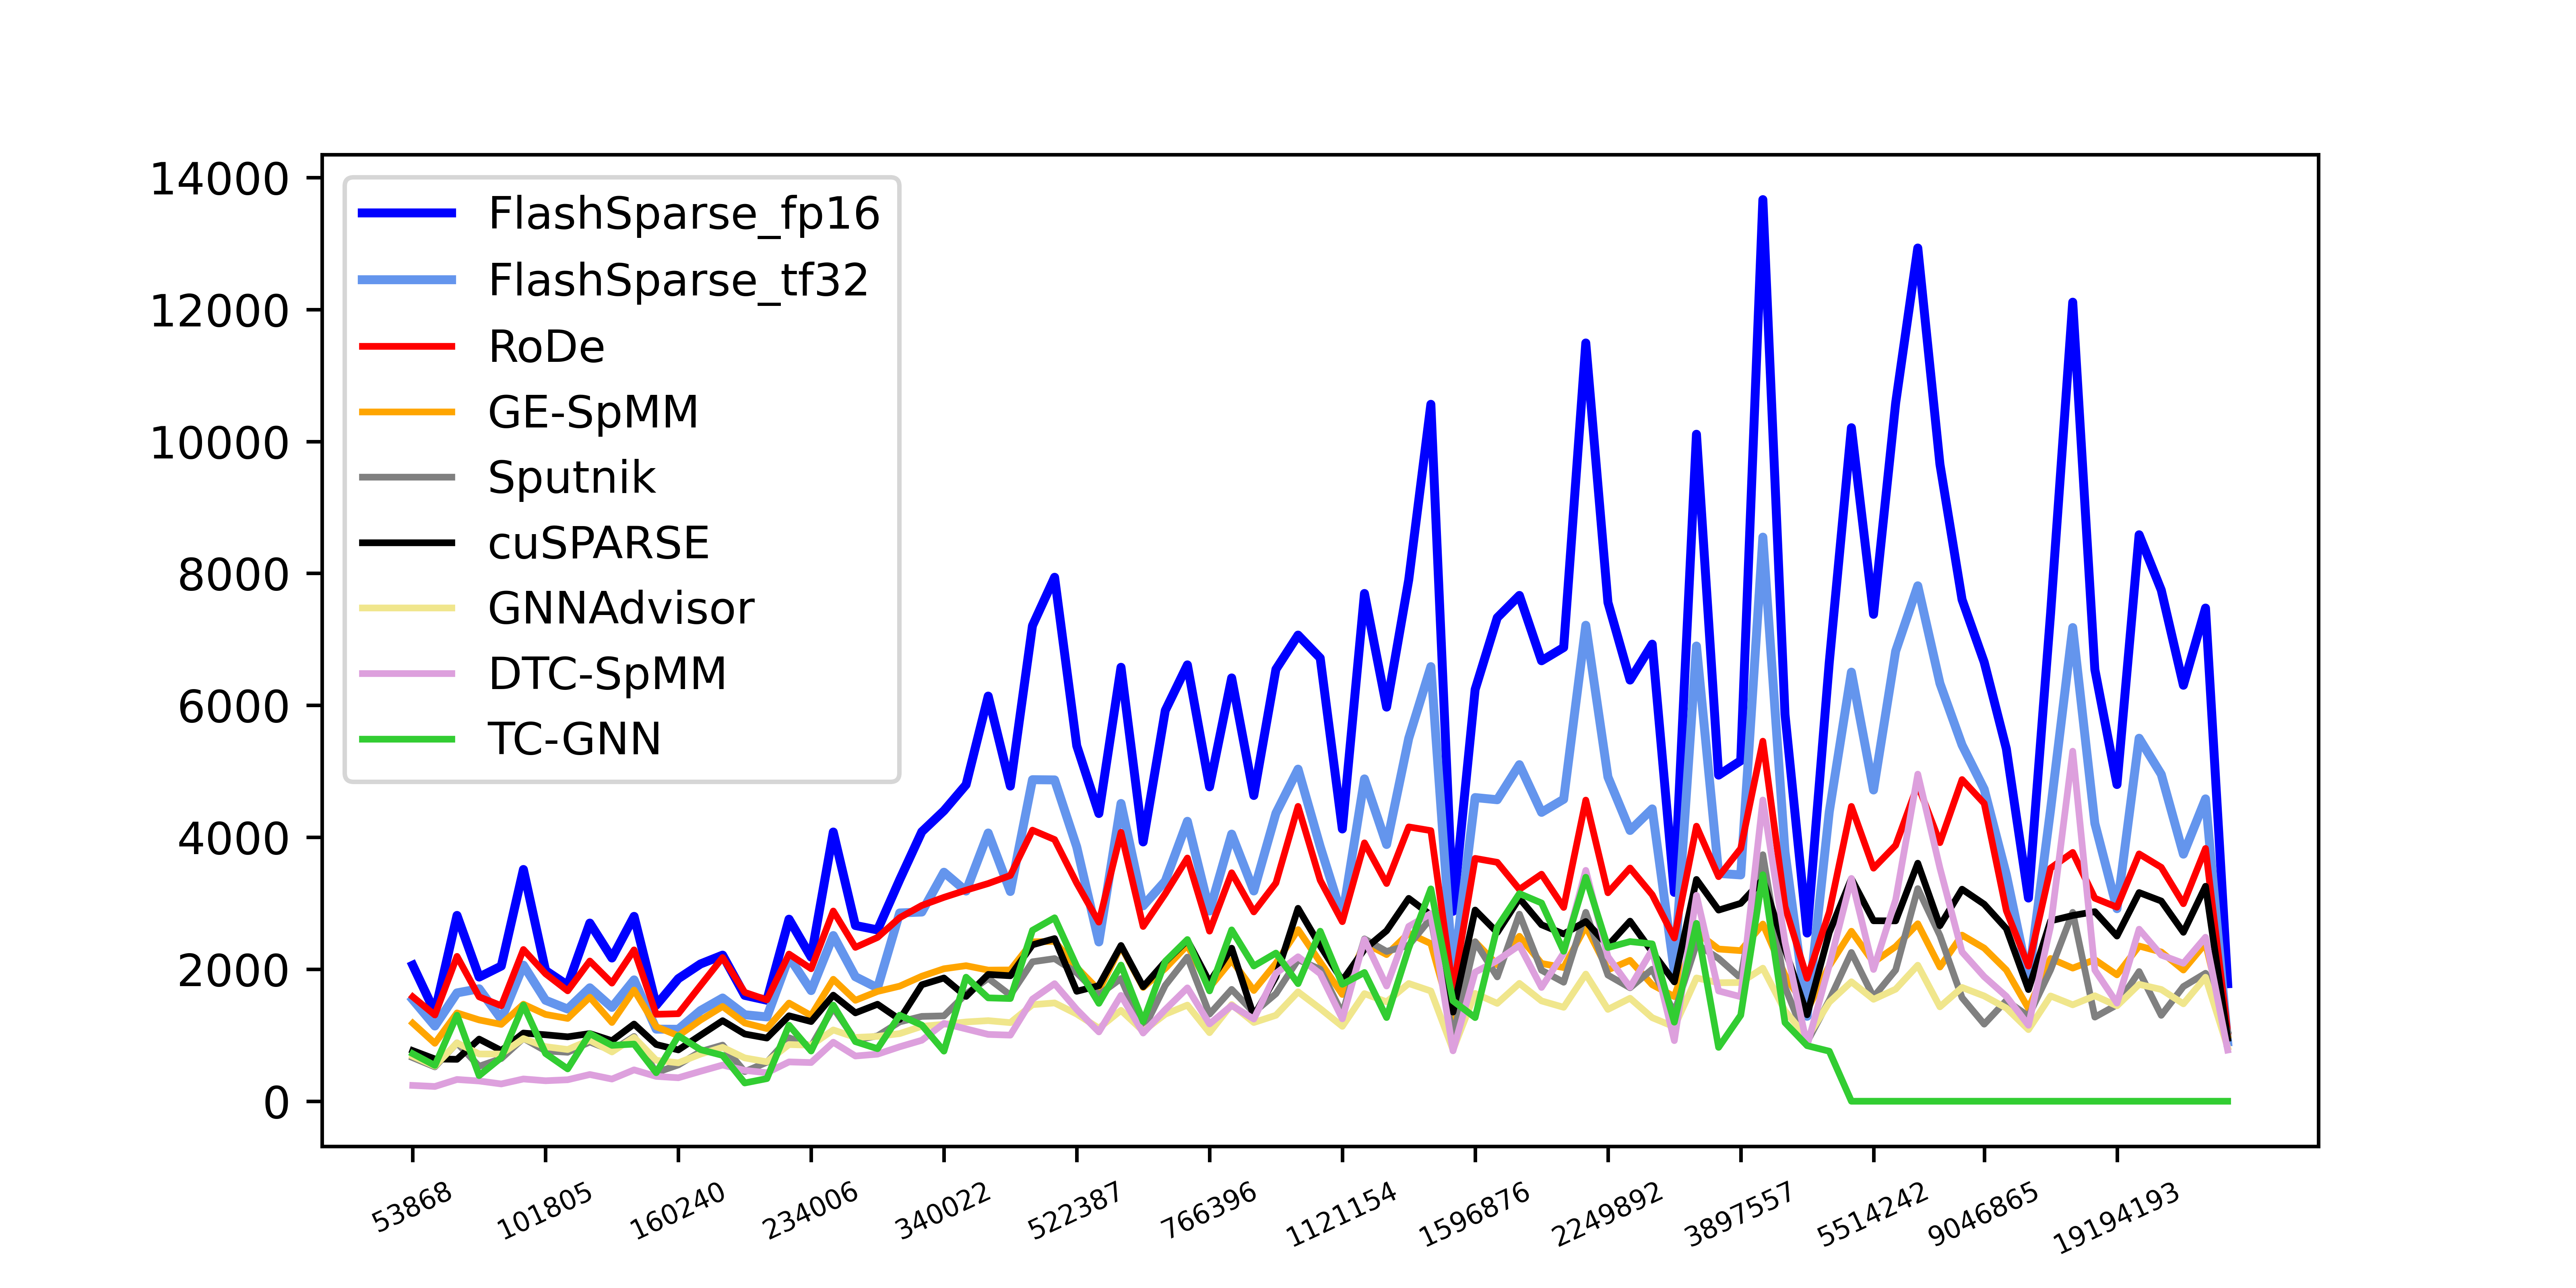 14000
12000
10000
8000
6000
4000
2000
0
FlashSparse_fp16
FlashSparse_tf32
RoDe
GE-SpMM
Sputnik
cuSPARSE
GNNAdvisor
DTC-SpMM
TC-GNN
53868
101805
160240
234006
340022
522387
766396
1121154
1596876
2249892
3897557
5514242
9046865
19194193